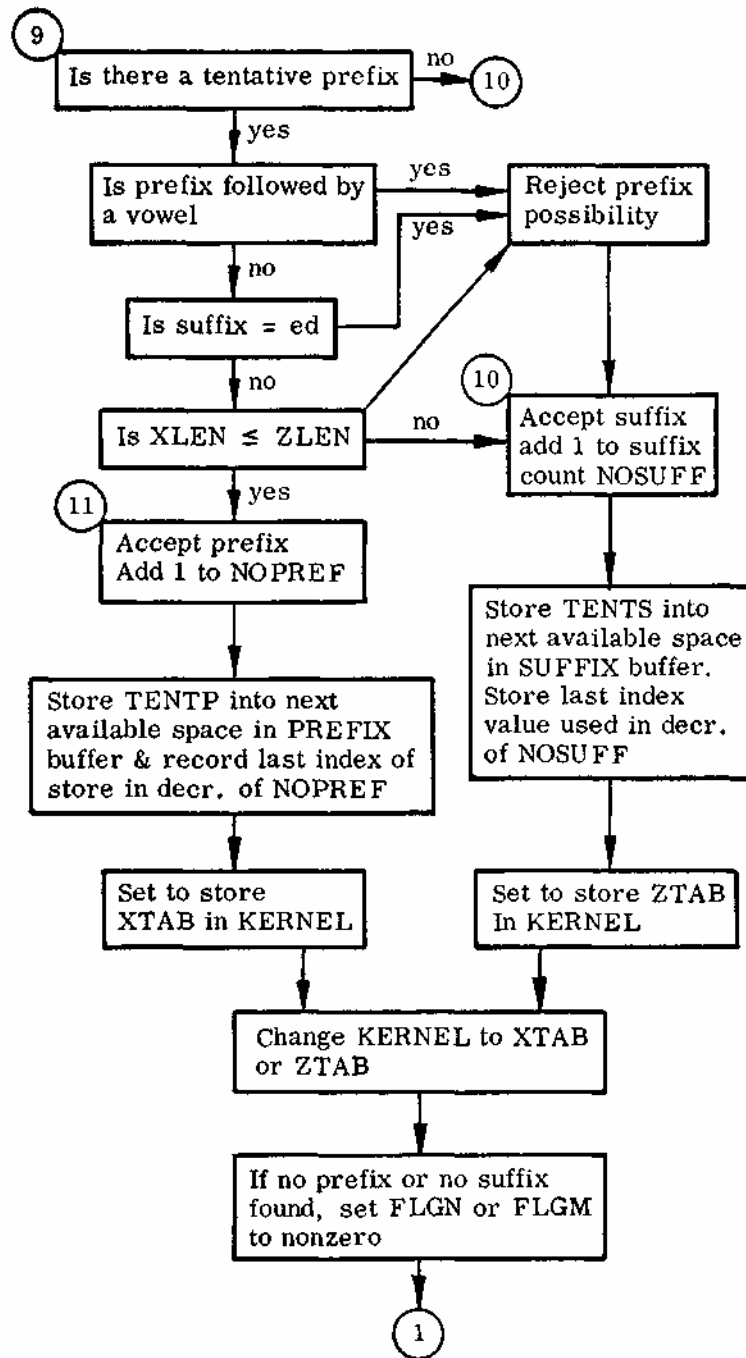 9
Is there a tentative prefix
no
10
yes
Is prefix followed by
a vowel
yes
Reject prefix
possibility
yes
no
Is suffix = ed
no
10
Is XLEN ≤ ZLEN
no
Accept suffix
add 1 to suffix
count NOSUFF
yes
11
Accept prefix
Add 1 to NOPREF
Store TENTS into
next available space
in SUFFIX buffer.
Store last index
value used in decr.
of NOSUFF
Store TENTP into next
available space in PREFIX
buffer & record last index of
store in decr. of NOPREF
Set to store
XTAB in KERNEL
Set to store ZTAB
In KERNEL
Change KERNEL to XTAB
or ZTAB
If no prefix or no suffix
found, set FLGN or FLGM
to nonzero
1